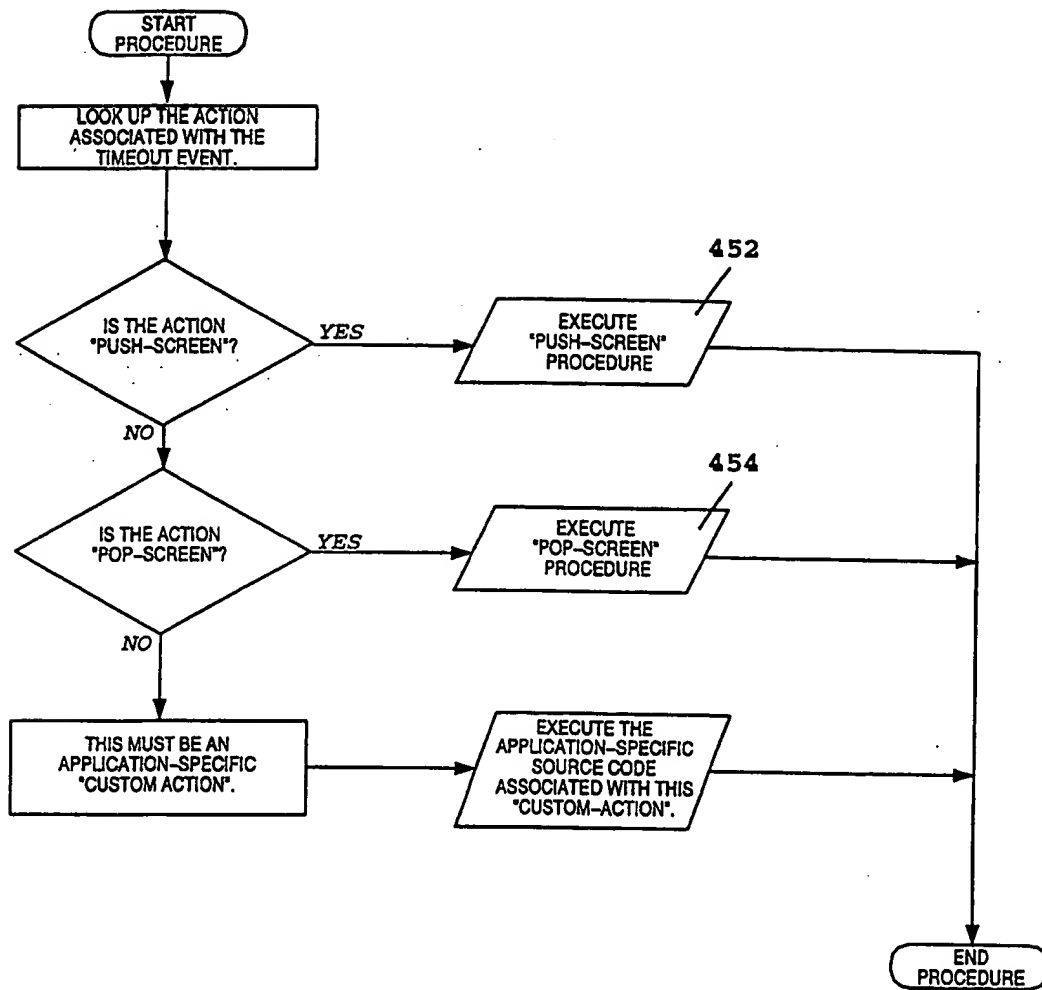 START
PROCEDURE
LOOK UP THE ACTION
ASSOCIATED WITH THE
TIMEOUT EVENT.
452
IS THE ACTION
"PUSH-SCREEN"?
YES
EXECUTE
"PUSH-SCREEN"
PROCEDURE
NO
454
IS THE ACTION
"POP-SCREEN"?
YES
EXECUTE
"POP-SCREEN"
PROCEDURE
NO
THIS MUST BE AN
APPLICATION-SPECIFIC
"CUSTOM ACTION".
EXECUTE THE
APPLICATION-SPECIFIC
SOURCE CODE
ASSOCIATED WITH THIS
"CUSTOM-ACTION".
END
PROCEDURE